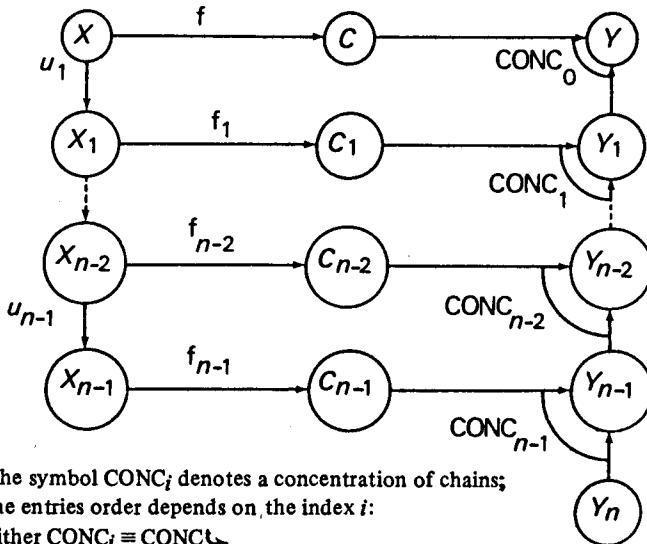 X f C Y
u₁ CONC₀
X₁ f₁ C₁ Y₁
CONC₁
Xₙ₋₂ fₙ₋₂ Cₙ₋₂ Yₙ₋₂
uₙ₋₁ CONCₙ₋₂
Xₙ₋₁ fₙ₋₁ Cₙ₋₁ Yₙ₋₁
CONCₙ₋₁
Yₙ
he symbol CONCᵢ denotes a concentration of chains;
e entries order depends on the index i:
ther CONCᵢ ≡ CONC